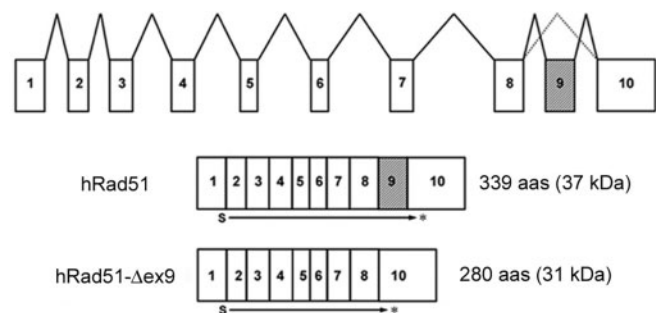 1 2 3 4 5 6 7 8 9 10
hRad51 1 2 3 4 5 6 7 8 9 10 339 aas (37 kDa)
S *
hRad51-Δex9 1 2 3 4 5 6 7 8 10 280 aas (31 kDa)
S *